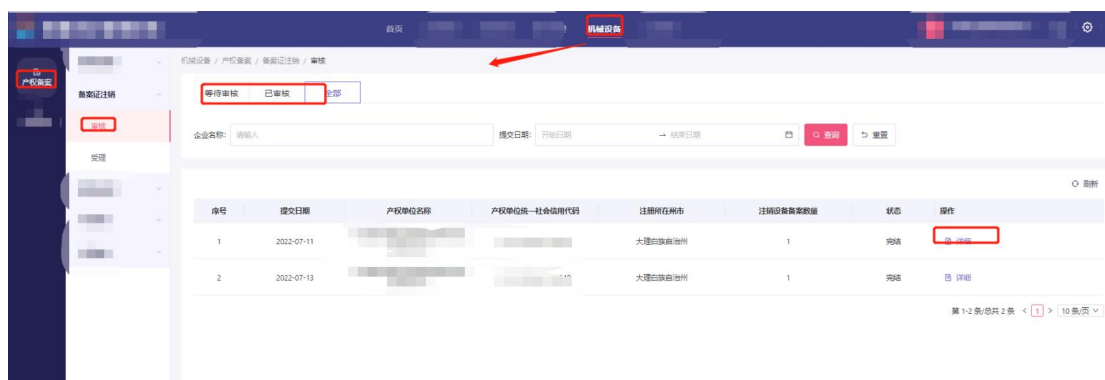 首页
机械设备
产权备案
机械设备 / 产权备案 / 备案证注销 / 审核
备案证注销
审核
受理
等待审核 已审核 全部
企业名称: 请输入 提交日期: 开始日期 → 结束日期 查询 重置
刷新
序号 提交日期 产权单位名称 产权单位统一社会信用代码 注册所在州市 注销设备备案数量 状态 操作
1 2022-07-11 大理白族自治州 1 完结 详细
2 2022-07-13 大理白族自治州 1 完结 详细
第 1-2 条/总共 2 条 < 1 > 10 条/页